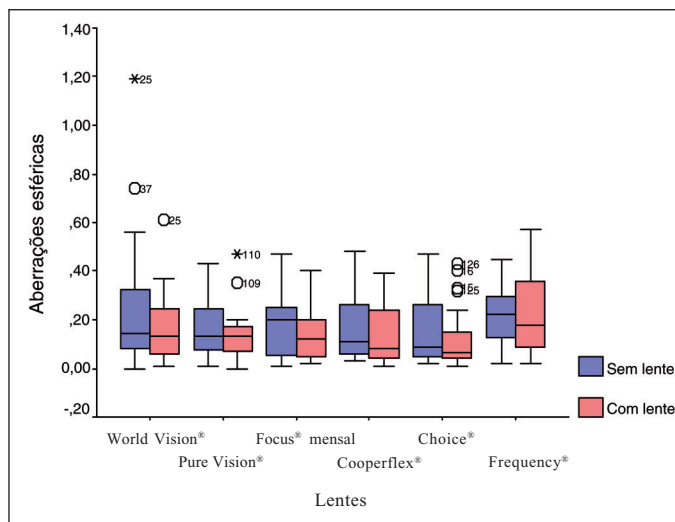 1,40
1,20
1,00
,80
,60
,40
,20
0,00
-,20
Aberrações esféricas
25
37
25
110
109
126
16
15
125
Sem lente
Com lente
World Vision®
Focus® mensal
Choice®
Pure Vision®
Cooperflex®
Frequency®
Lentes